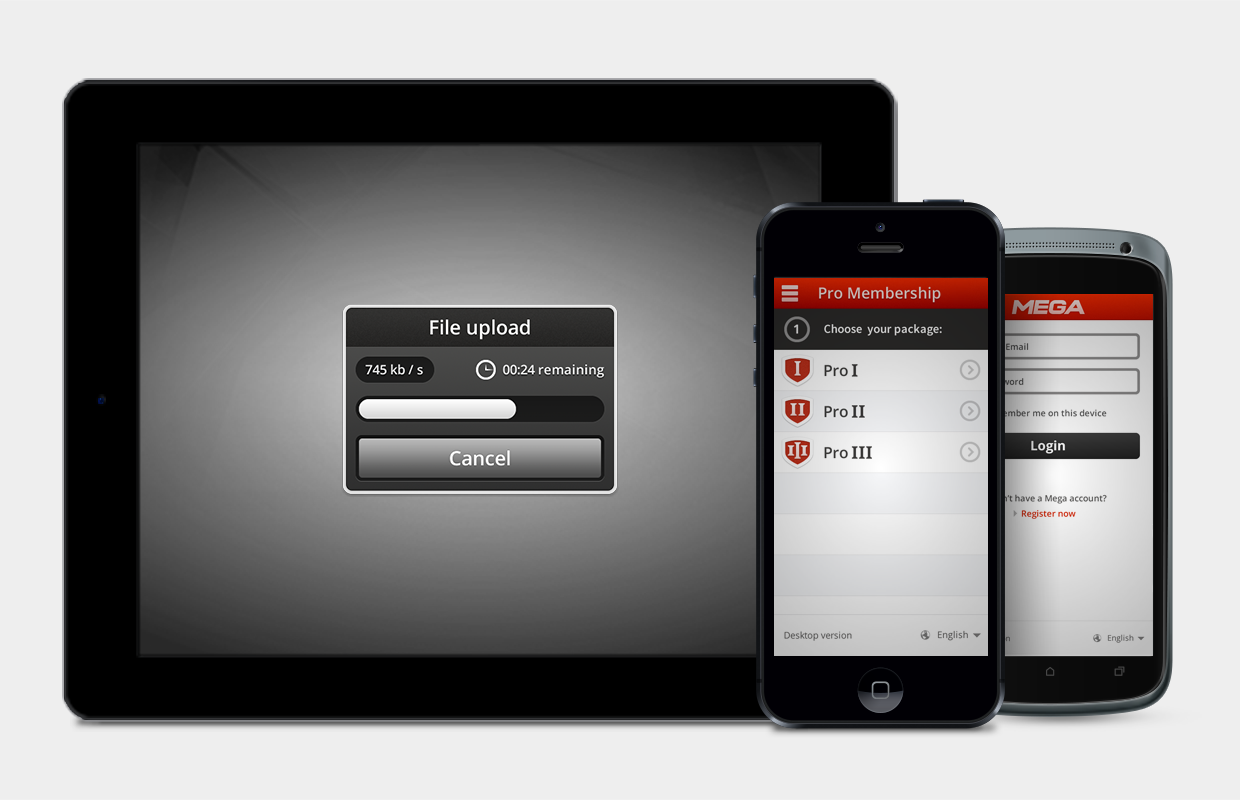 File upload
745 kb / s
00:24 remaining
Cancel
Pro Membership
1 Choose your package:
I Pro I
II Pro II
III Pro III
Desktop version
English
MEGA
Email
word
ember me on this device
Login
't have a Mega account?
Register now
n
English